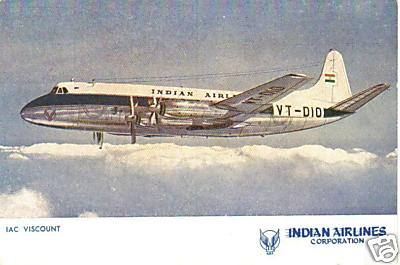 INDIAN AIRL
VT-DIO
IAC VISCOUNT
INDIAN AIRLINES
CORPORATION